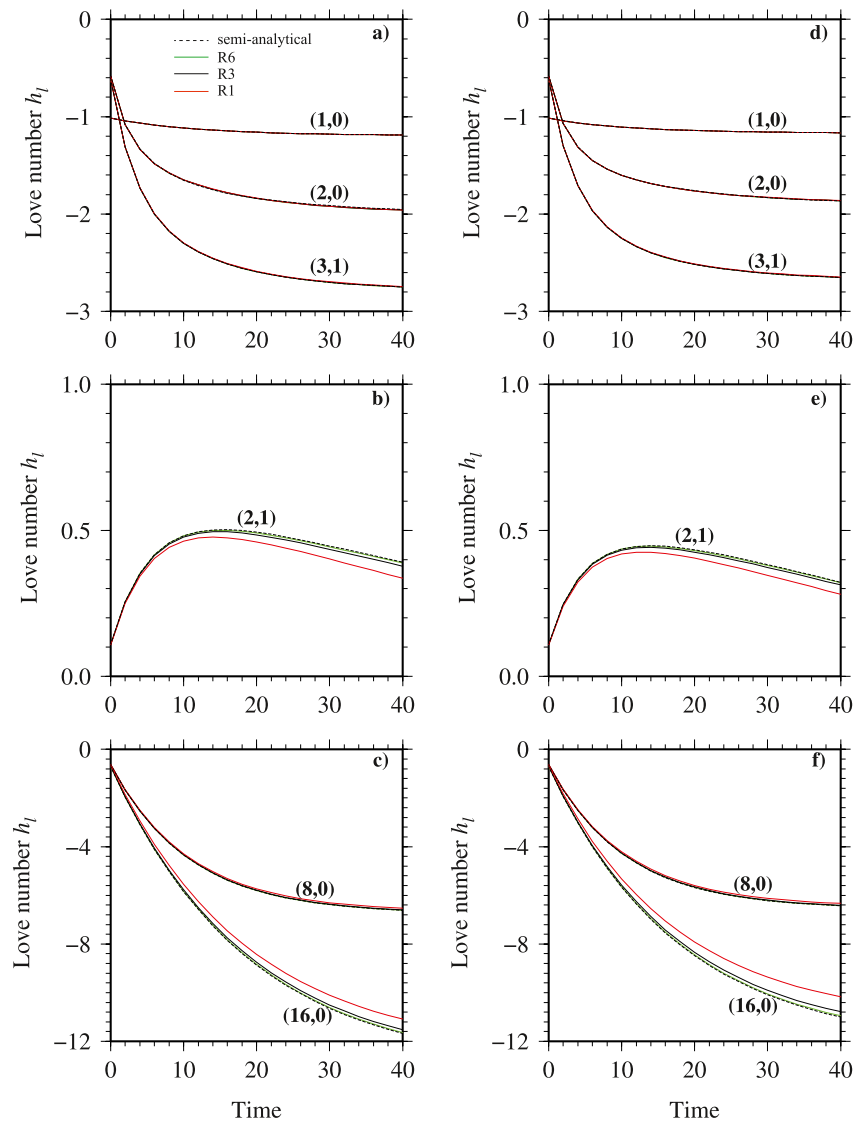 0
−1
−2
−3
Love number h_l
a)
semi-analytical
R6
R3
R1
(1,0)
(2,0)
(3,1)
0 10 20 30 40
0
−1
−2
−3
Love number h_l
d)
(1,0)
(2,0)
(3,1)
0 10 20 30 40
1.0
0.5
0.0
Love number h_l
b)
(2,1)
0 10 20 30 40
1.0
0.5
0.0
Love number h_l
e)
(2,1)
0 10 20 30 40
0
−4
−8
−12
Love number h_l
c)
(8,0)
(16,0)
0 10 20 30 40
Time
0
−4
−8
−12
Love number h_l
f)
(8,0)
(16,0)
0 10 20 30 40
Time